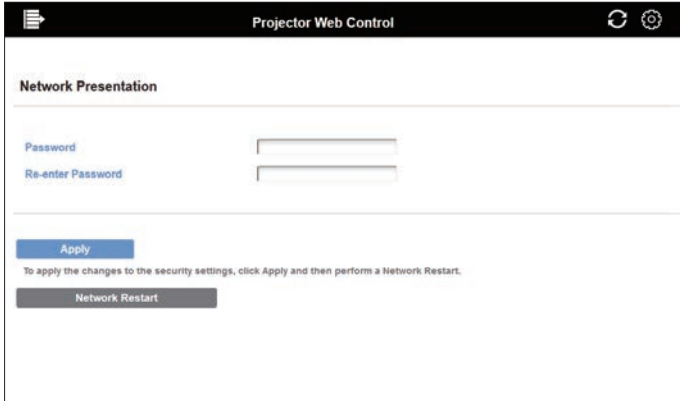 Projector Web Control
Network Presentation
Password
Re-enter Password
Apply
To apply the changes to the security settings, click Apply and then perform a Network Restart.
Network Restart